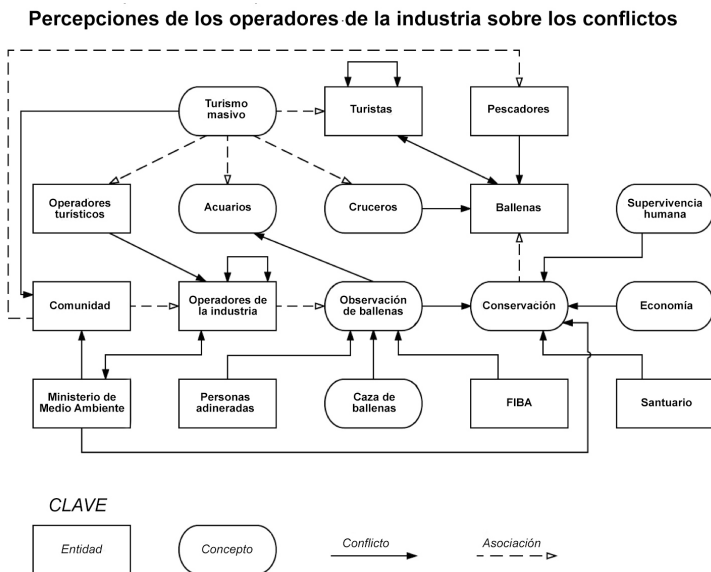 Percepciones de los operadores de la industria sobre los conflictos
Turismo
masivo
Turistas
Pescadores
Operadores
turísticos
Acuarios
Cruceros
Ballenas
Supervivencia
humana
Comunidad
Operadores de
la industria
Observación
de ballenas
Conservación
Economía
Ministerio de
Medio Ambiente
Personas
adineradas
Caza de
ballenas
FIBA
Santuario
CLAVE
Entidad
Concepto
Conflicto
Asociación